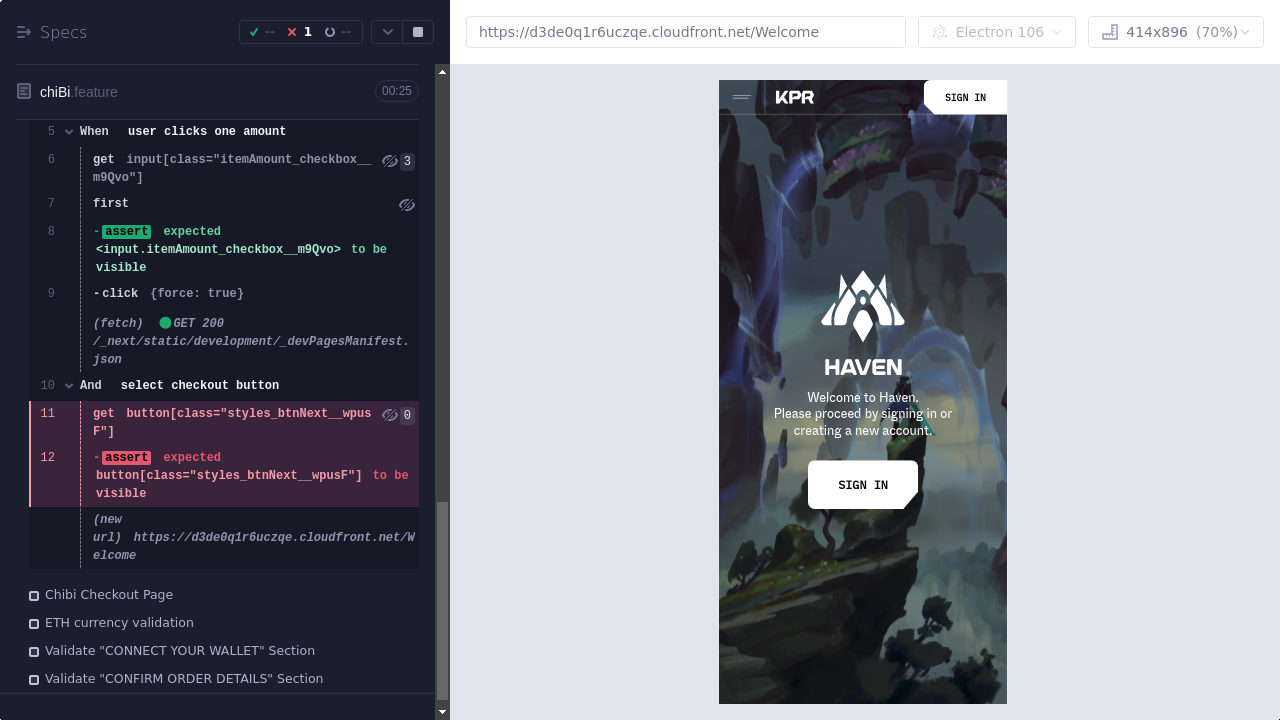 Specs
--
1
--
https://d3de0q1r6uczqe.cloudfront.net/Welcome
Electron 106
414x896 (70%)
chiBi.feature
00:25
5 When user clicks one amount
6 get input[class="itemAmount_checkbox__
m9Qvo"]
3
7 first
8 -assert expected
<input.itemAmount_checkbox__m9Qvo> to be
visible
9 -click {force: true}
(fetch) GET 200
/_next/static/development/_devPagesManifest.
json
10 And select checkout button
11 get button[class="styles_btnNext__wpus
F"]
0
12 -assert expected
button[class="styles_btnNext__wpusF"] to be
visible
(new
url) https://d3de0q1r6uczqe.cloudfront.net/W
elcome
Chibi Checkout Page
ETH currency validation
Validate "CONNECT YOUR WALLET" Section
Validate "CONFIRM ORDER DETAILS" Section
KPR
SIGN IN
HAVEN
Welcome to Haven.
Please proceed by signing in or
creating a new account.
SIGN IN